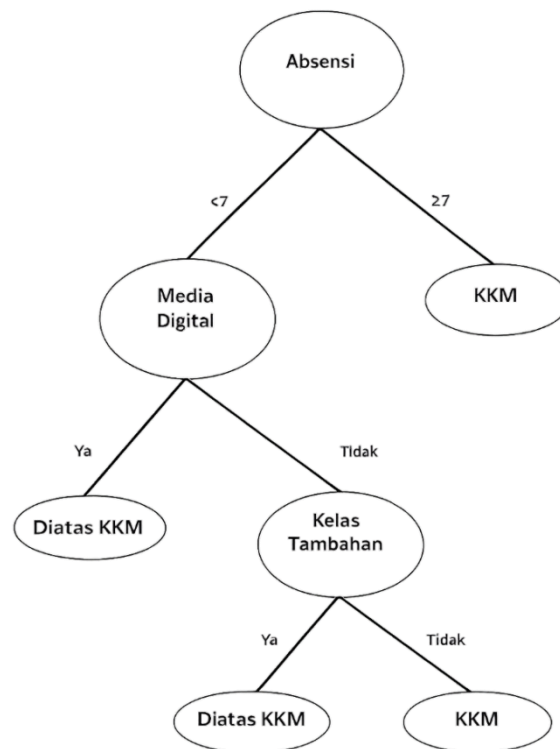 Absensi
<7
≥7
Media
Digital
KKM
Ya
Tidak
Diatas KKM
Kelas
Tambahan
Ya
Tidak
Diatas KKM
KKM